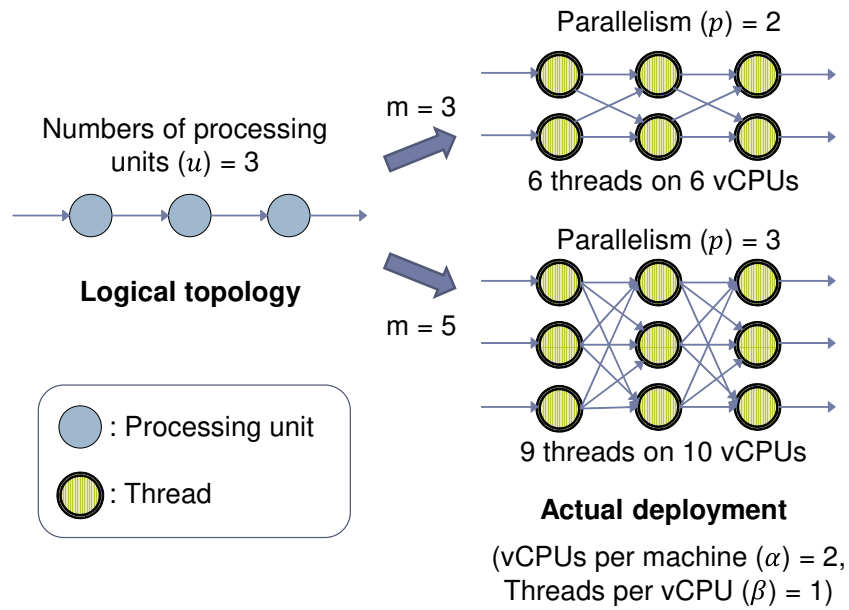 Numbers of processing
units (u) = 3
Logical topology
: Processing unit
: Thread
m = 3
m = 5
Parallelism (𝑝) = 2
6 threads on 6 vCPUs
Parallelism (𝑝) = 3
9 threads on 10 vCPUs
Actual deployment
(vCPUs per machine (𝛼) = 2,
Threads per vCPU (𝛽) = 1)